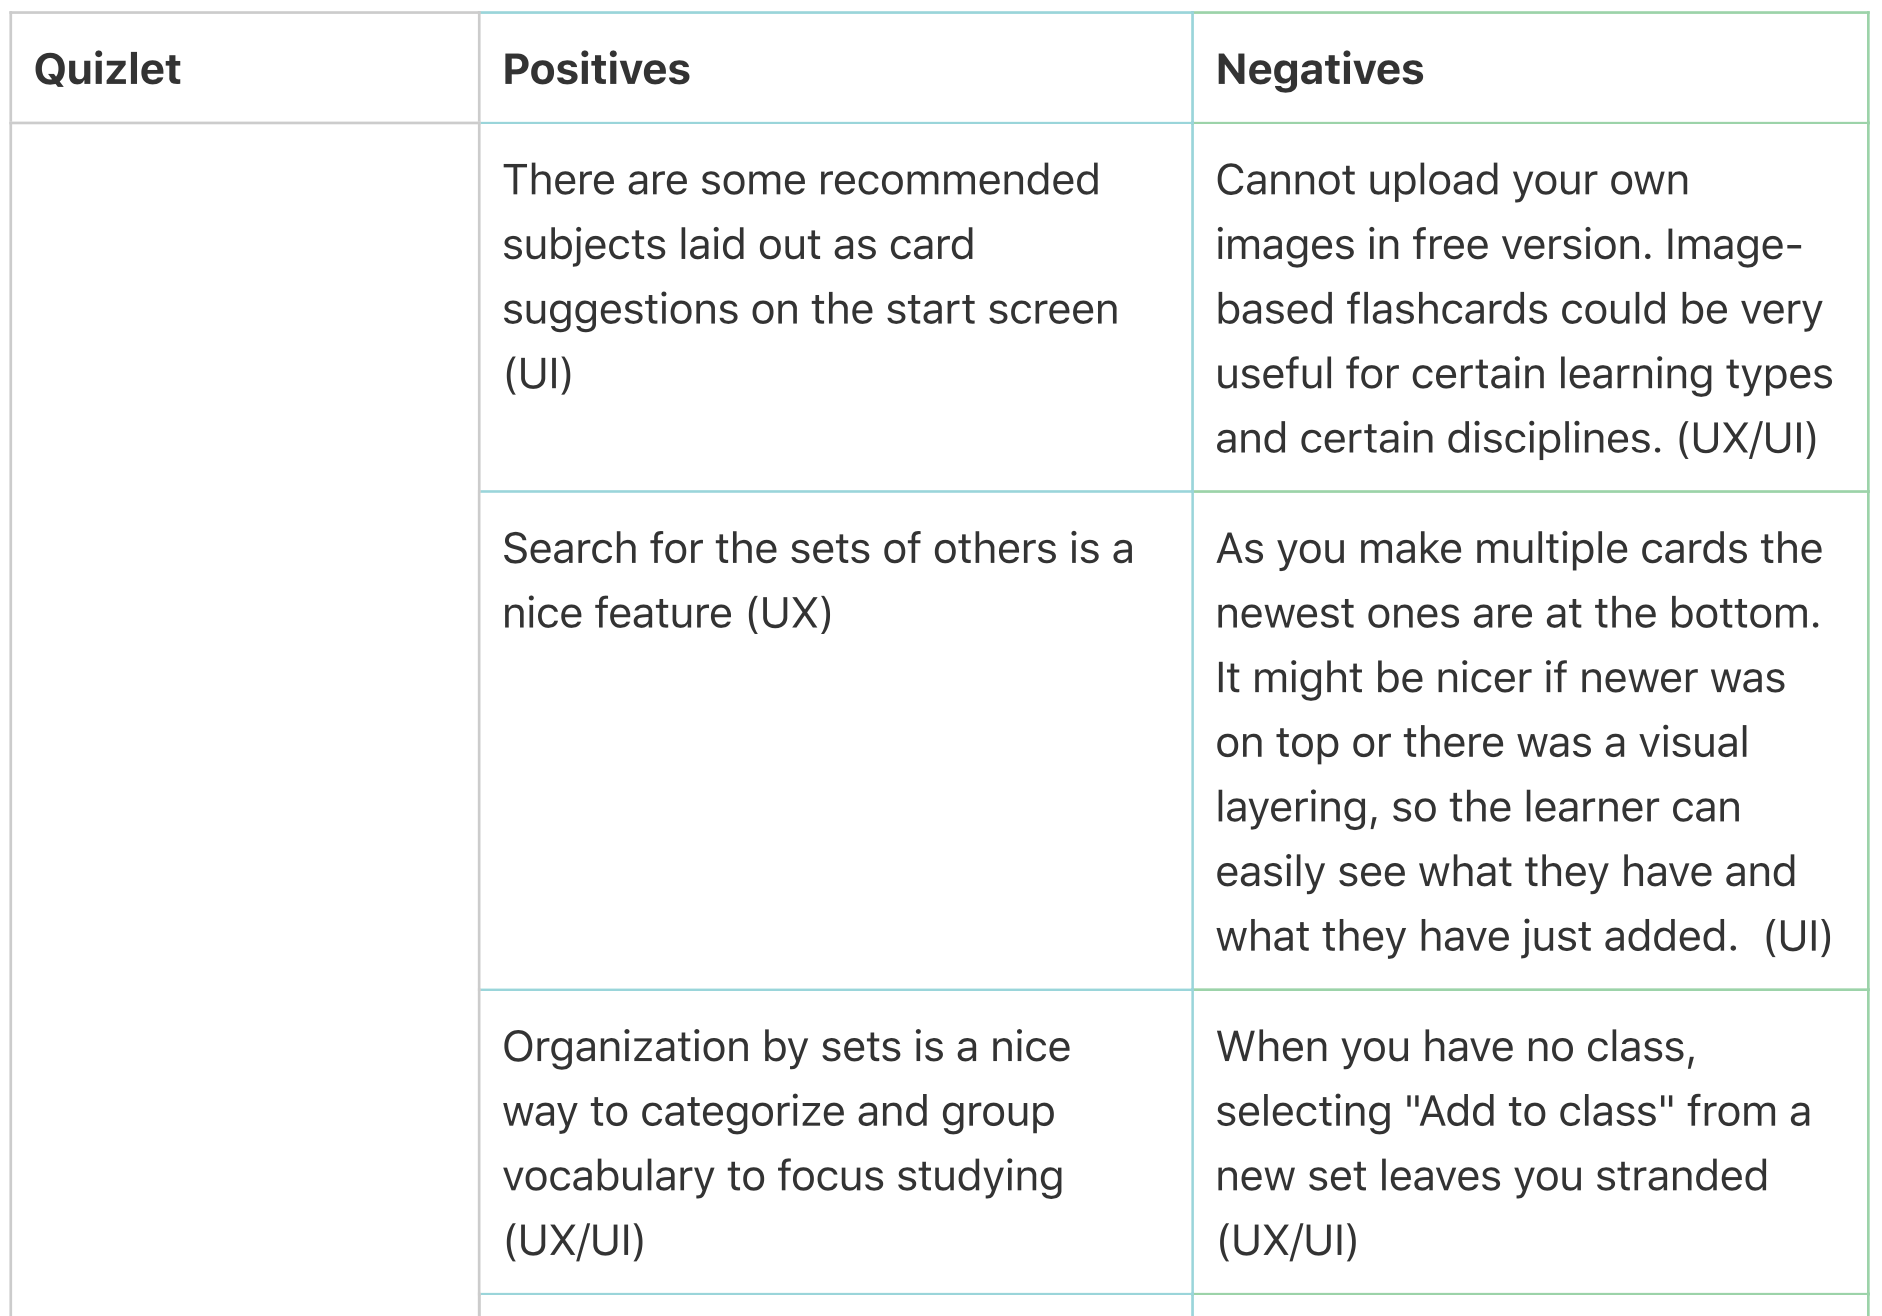 Quizlet
Positives
Negatives
There are some recommended
subjects laid out as card
suggestions on the start screen
(UI)
Cannot upload your own
images in free version. Image-
based flashcards could be very
useful for certain learning types
and certain disciplines. (UX/UI)
Search for the sets of others is a
nice feature (UX)
As you make multiple cards the
newest ones are at the bottom.
It might be nicer if newer was
on top or there was a visual
layering, so the learner can
easily see what they have and
what they have just added.  (UI)
Organization by sets is a nice
way to categorize and group
vocabulary to focus studying
(UX/UI)
When you have no class,
selecting "Add to class" from a
new set leaves you stranded
(UX/UI)